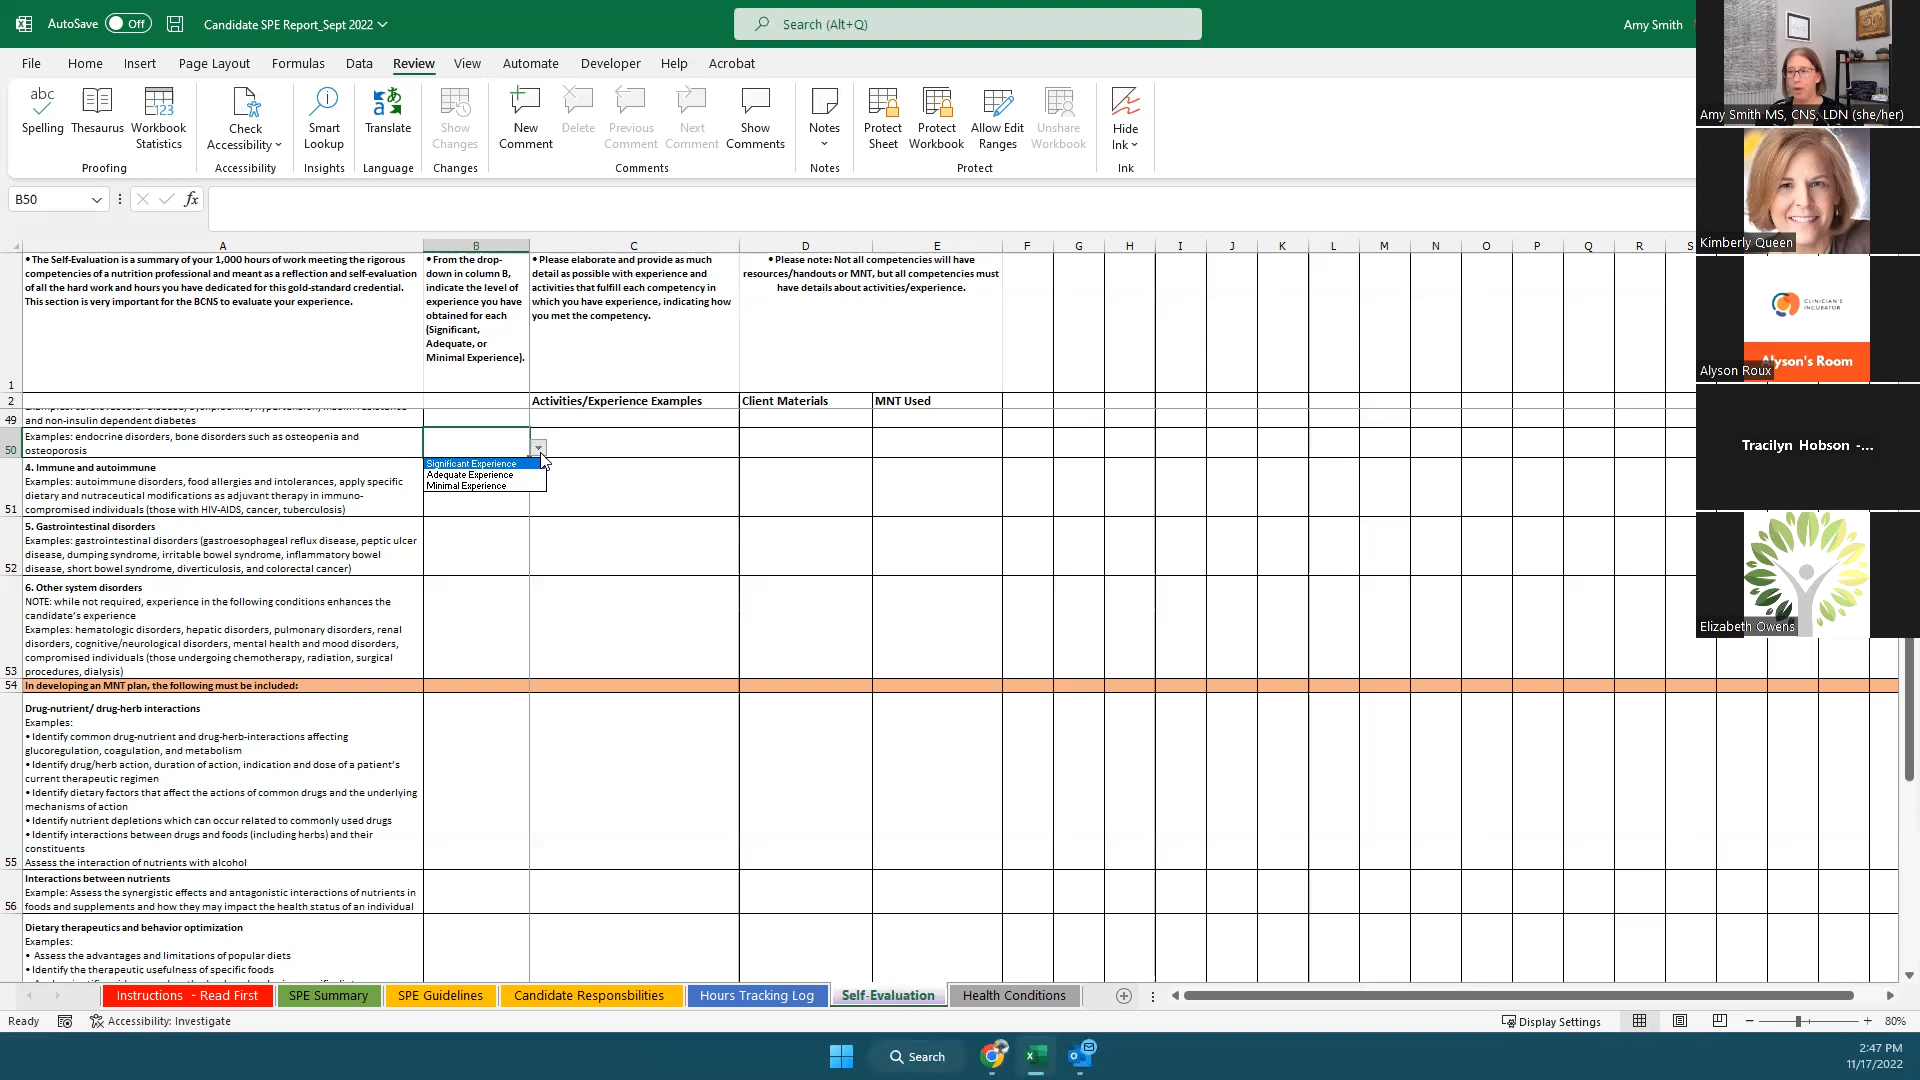 AutoSave Off Candidate SPE Report_Sept 2022 Search (Alt+Q) Amy Smith
File Home Insert Page Layout Formulas Data Review View Automate Developer Help Acrobat
abc
Spelling
Thesaurus
Workbook
Statistics
Proofing
Check
Accessibility
Accessibility
Smart
Lookup
Insights
Translate
Language
Show
Changes
Changes
New
Comment
Delete
Previous
Comment
Next
Comment
Show
Comments
Comments
Notes
Notes
Protect
Sheet
Protect
Workbook
Allow Edit
Ranges
Unshare
Workbook
Protect
Hide
Ink
Ink
B50 fx
A B C D E F G H I J K L M N O P Q R S
1
• The Self-Evaluation is a summary of your 1,000 hours of work meeting the rigorous
competencies of a nutrition professional and meant as a reflection and self-evaluation
of all the hard work and hours you have dedicated for this gold-standard credential.
This section is very important for the BCNS to evaluate your experience.
• From the drop-
down in column B,
indicate the level of
experience you have
obtained for each
(Significant,
Adequate, or
Minimal Experience).
• Please elaborate and provide as much
detail as possible with experience and
activities that fulfill each competency in
which you have experience, indicating how
you met the competency.
• Please note: Not all competencies will have
resources/handouts or MNT, but all competencies must
have details about activities/experience.
2 Activities/Experience Examples Client Materials MNT Used
49 and non-insulin dependent diabetes
Examples: endocrine disorders, bone disorders such as osteopenia and
50 osteoporosis
Significant Experience
Adequate Experience
Minimal Experience
4. Immune and autoimmune
Examples: autoimmune disorders, food allergies and intolerances, apply specific
dietary and nutraceutical modifications as adjuvant therapy in immuno-
51 compromised individuals (those with HIV-AIDS, cancer, tuberculosis)
5. Gastrointestinal disorders
Examples: gastrointestinal disorders (gastroesophageal reflux disease, peptic ulcer
disease, dumping syndrome, irritable bowel syndrome, inflammatory bowel
52 disease, short bowel syndrome, diverticulosis, and colorectal cancer)
6. Other system disorders
NOTE: while not required, experience in the following conditions enhances the
candidate's experience
Examples: hematologic disorders, hepatic disorders, pulmonary disorders, renal
disorders, cognitive/neurological disorders, mental health and mood disorders,
compromised individuals (those undergoing chemotherapy, radiation, surgical
53 procedures, dialysis)
54 In developing an MNT plan, the following must be included:
Drug-nutrient/ drug-herb interactions
Examples:
• Identify common drug-nutrient and drug-herb-interactions affecting
glucoregulation, coagulation, and metabolism
• Identify drug/herb action, duration of action, indication and dose of a patient's
current therapeutic regimen
• Identify dietary factors that affect the actions of common drugs and the underlying
mechanisms of action
• Identify nutrient depletions which can occur related to commonly used drugs
• Identify interactions between drugs and foods (including herbs) and their
constituents
55 Assess the interaction of nutrients with alcohol
Interactions between nutrients
Example: Assess the synergistic effects and antagonistic interactions of nutrients in
56 foods and supplements and how they may impact the health status of an individual
Dietary therapeutics and behavior optimization
Examples:
• Assess the advantages and limitations of popular diets
• Identify the therapeutic usefulness of specific foods
Amy Smith MS, CNS, LDN (she/her)
Kimberly Queen
CLINICIAN'S
INCUBATOR
Alyson's Room
Alyson Roux
Tracilyn Hobson -...
Elizabeth Owens
Instructions - Read First SPE Summary SPE Guidelines Candidate Responsbilities Hours Tracking Log Self-Evaluation Health Conditions
Ready Accessibility: Investigate Display Settings 80%
Search
2:47 PM
11/17/2022